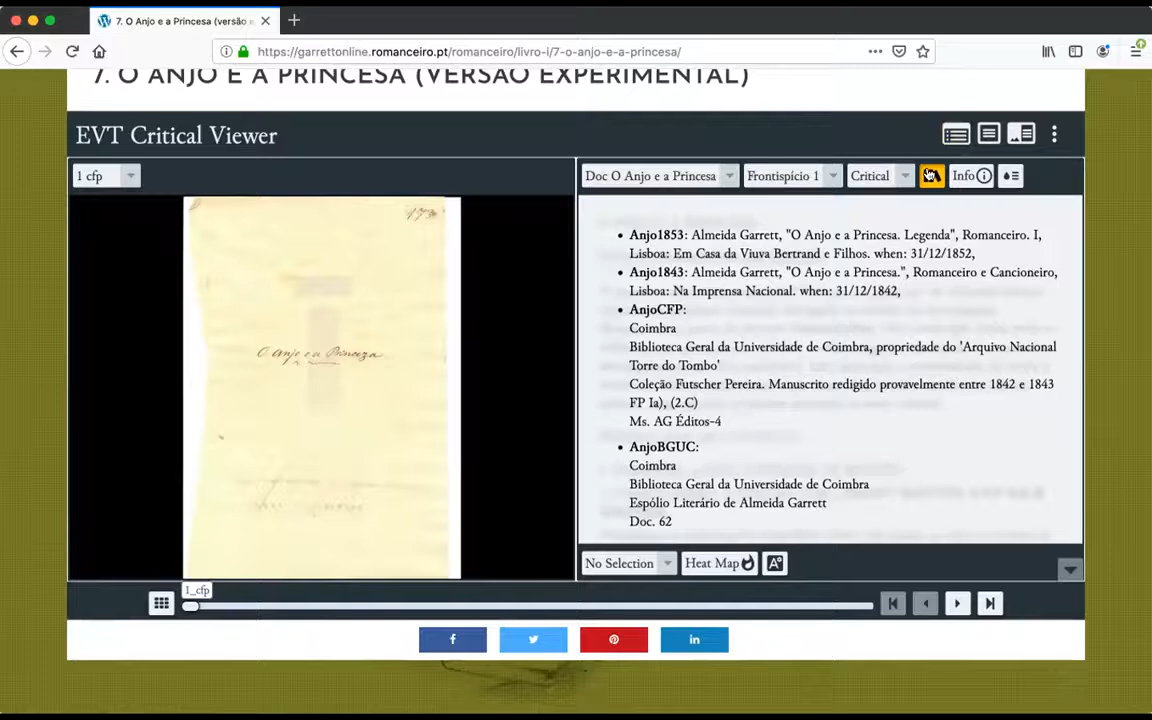 7. O Anjo e a Princesa (versão e
https://garrettonline.romanceiro.pt/romanceiro/livro-i/7-o-anjo-e-a-princesa/
7. O ANJO E A PRINCESA (VERSÃO EXPERIMENTAL)
EVT Critical Viewer
1 cfp
Doc O Anjo e a Princesa
Frontispício 1
Critical
Info
O Anjo e a Princeza
Anjo1853: Almeida Garrett, "O Anjo e a Princesa. Legenda", Romanceiro. I,
Lisboa: Em Casa da Viuva Bertrand e Filhos. when: 31/12/1852,
Anjo1843: Almeida Garrett, "O Anjo e a Princesa.", Romanceiro e Cancioneiro,
Lisboa: Na Imprensa Nacional. when: 31/12/1842,
AnjoCFP:
Coimbra
Biblioteca Geral da Universidade de Coimbra, propriedade do 'Arquivo Nacional
Torre do Tombo'
Coleção Futscher Pereira. Manuscrito redigido provavelmente entre 1842 e 1843
FP Ia), (2.C)
Ms. AG Éditos-4
AnjoBGUC:
Coimbra
Biblioteca Geral da Universidade de Coimbra
Espólio Literário de Almeida Garrett
Doc. 62
No Selection
Heat Map
1_cfp